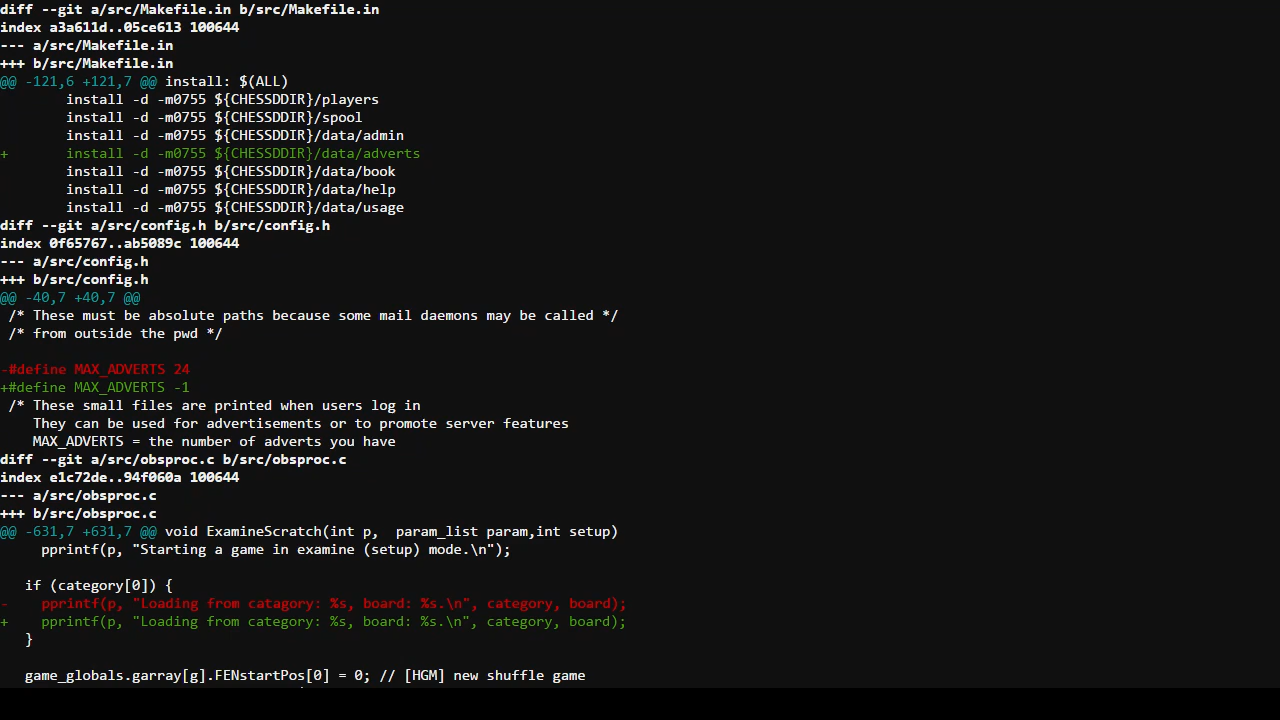 diff --git a/src/Makefile.in b/src/Makefile.in
index a3a611d..05ce613 100644
--- a/src/Makefile.in
+++ b/src/Makefile.in
@@ -121,6 +121,7 @@ install: $(ALL)
        install -d -m0755 ${CHESSDDIR}/players
        install -d -m0755 ${CHESSDDIR}/spool
        install -d -m0755 ${CHESSDDIR}/data/admin
+       install -d -m0755 ${CHESSDDIR}/data/adverts
        install -d -m0755 ${CHESSDDIR}/data/book
        install -d -m0755 ${CHESSDDIR}/data/help
        install -d -m0755 ${CHESSDDIR}/data/usage
diff --git a/src/config.h b/src/config.h
index 0f65767..ab5089c 100644
--- a/src/config.h
+++ b/src/config.h
@@ -40,7 +40,7 @@
 /* These must be absolute paths because some mail daemons may be called */
 /* from outside the pwd */

-#define MAX_ADVERTS 24
+#define MAX_ADVERTS -1
 /* These small files are printed when users log in
    They can be used for advertisements or to promote server features
    MAX_ADVERTS = the number of adverts you have
diff --git a/src/obsproc.c b/src/obsproc.c
index e1c72de..94f060a 100644
--- a/src/obsproc.c
+++ b/src/obsproc.c
@@ -631,7 +631,7 @@ void ExamineScratch(int p,  param_list param,int setup)
     pprintf(p, "Starting a game in examine (setup) mode.\n");

   if (category[0]) {
-    pprintf(p, "Loading from catagory: %s, board: %s.\n", category, board);
+    pprintf(p, "Loading from category: %s, board: %s.\n", category, board);
   }

   game_globals.garray[g].FENstartPos[0] = 0; // [HGM] new shuffle game